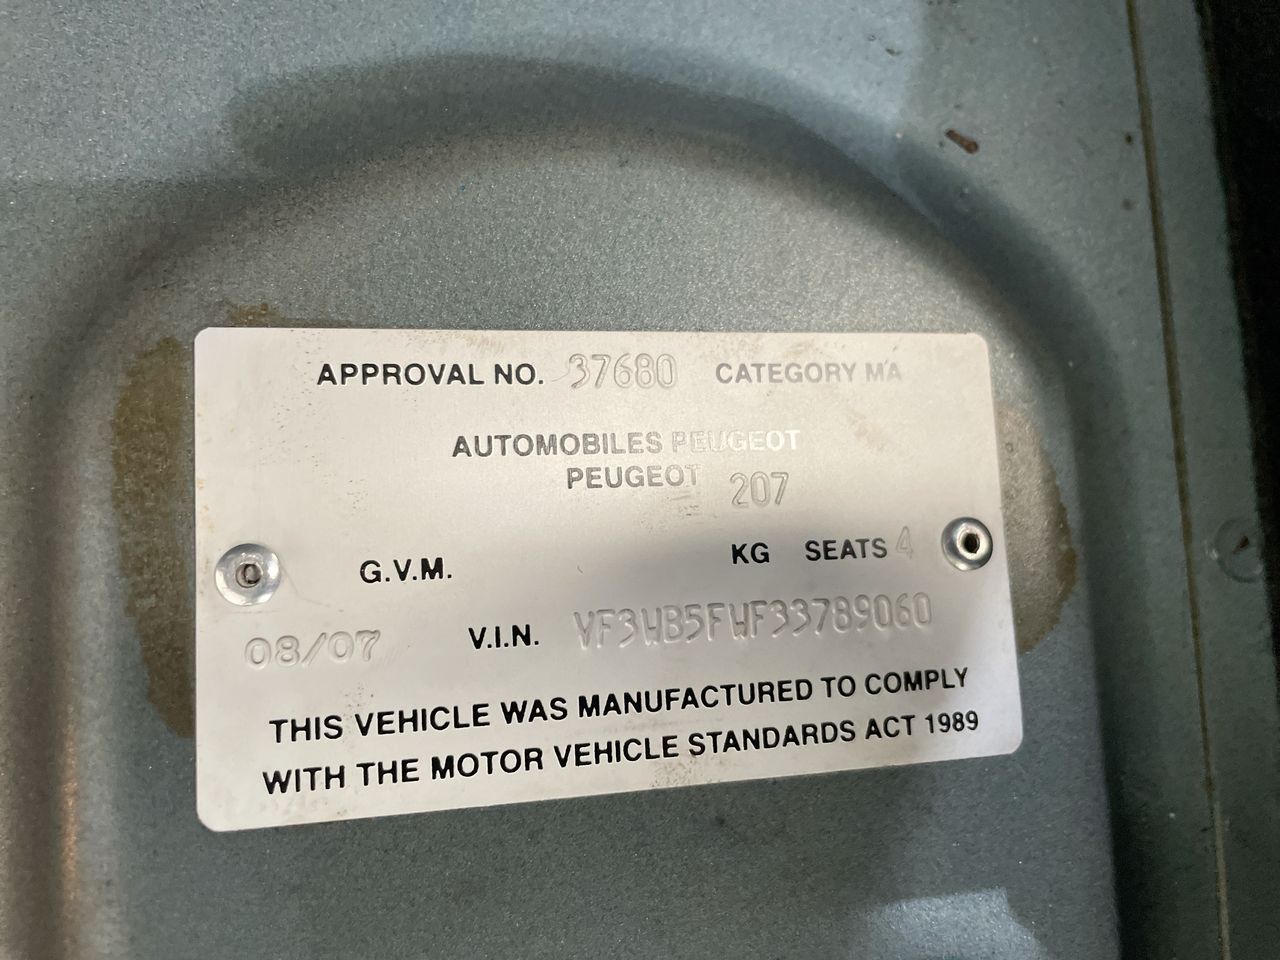 APPROVAL NO. 37680 CATEGORY MA
AUTOMOBILES PEUGEOT
PEUGEOT 207
G.V.M. KG SEATS 4
08/07 V.I.N. VF3WB5FWF33789060
THIS VEHICLE WAS MANUFACTURED TO COMPLY
WITH THE MOTOR VEHICLE STANDARDS ACT 1989